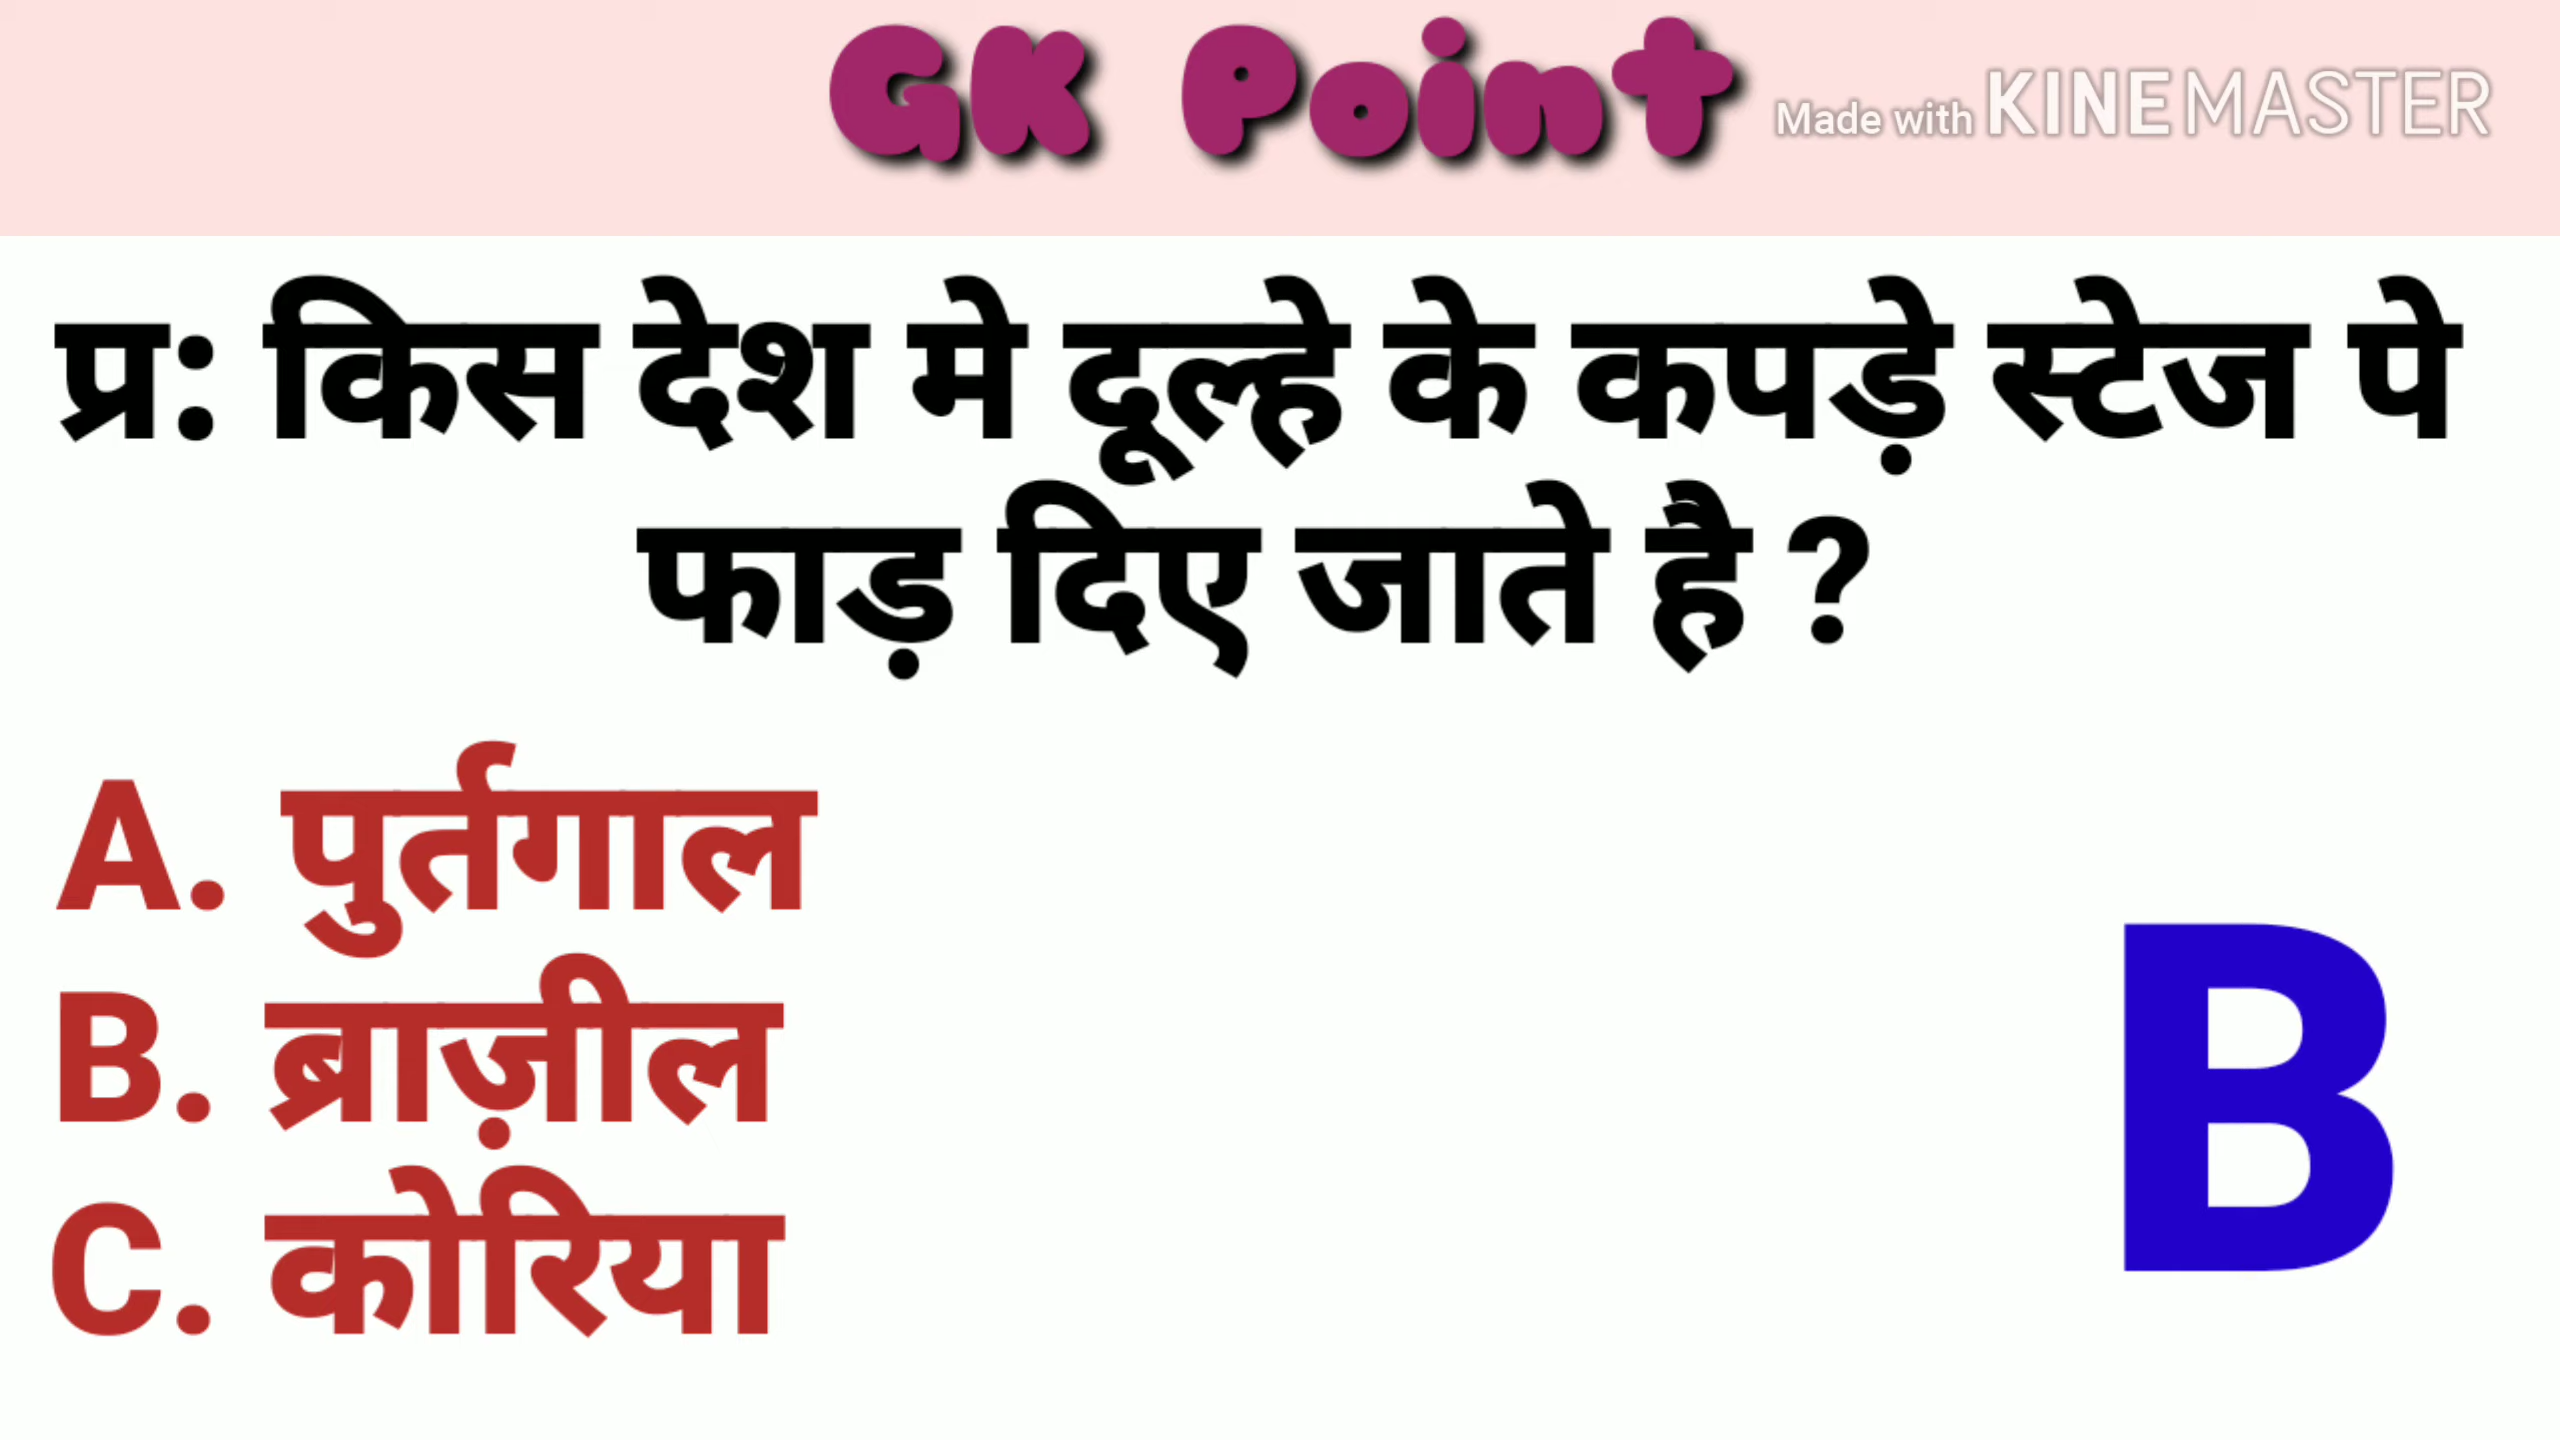 GK Point
Made with KINEMASTER
प्र: किस देश मे दूल्हे के कपड़े स्टेज पे
फाड़ दिए जाते है ?
A. पुर्तगाल
B. ब्राज़ील
B
C. कोरिया